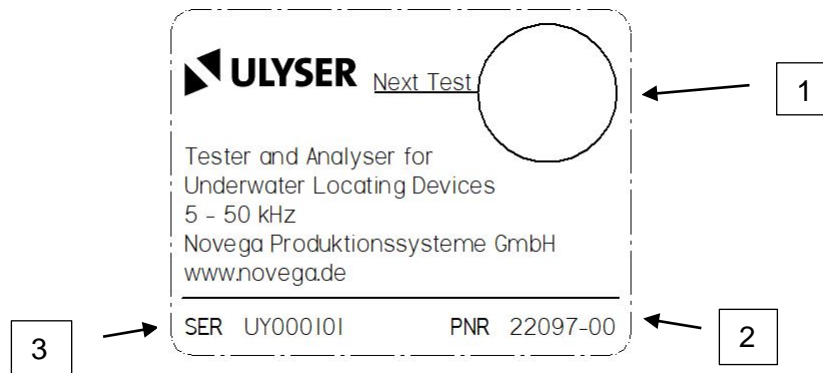 ULYSER Next Test
1
Tester and Analyser for
Underwater Locating Devices
5 - 50 kHz
Novega Produktionssysteme GmbH
www.novega.de
SER UY000101 PNR 22097-00
3
2